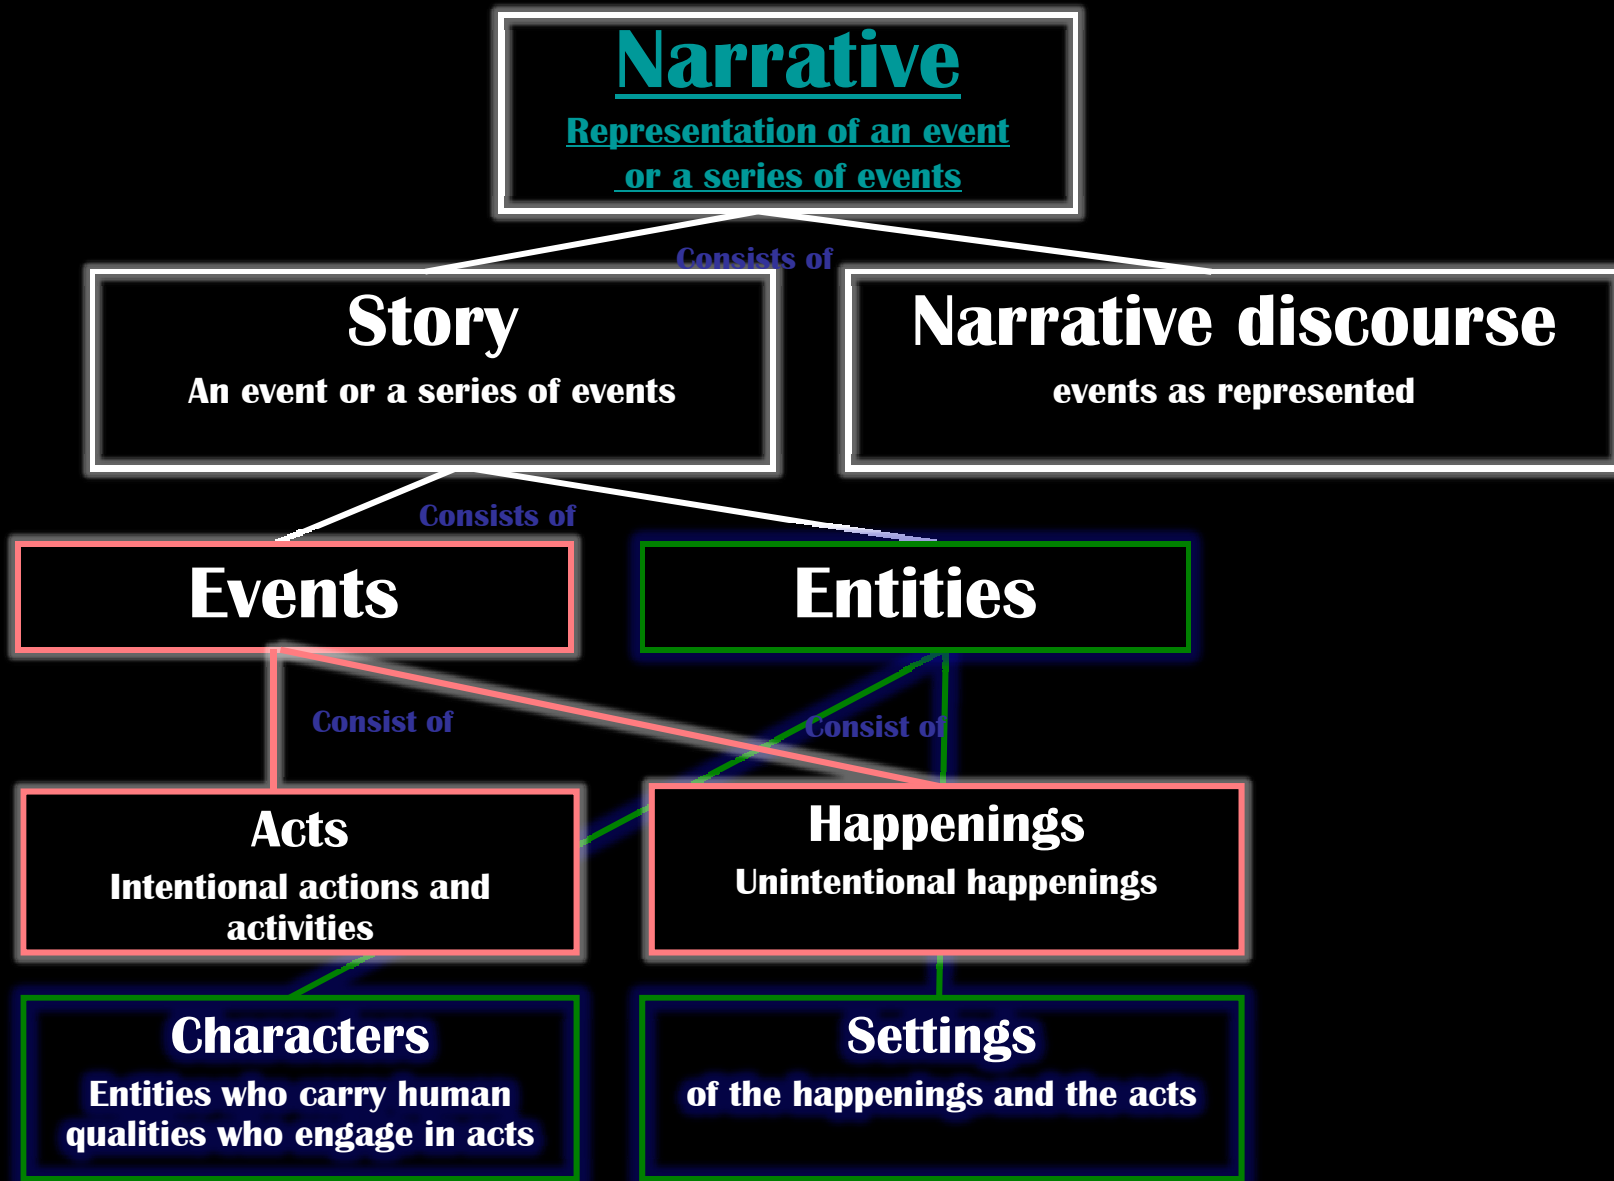 Narrative
Representation of an event
or a series of events
Consists of
Story
An event or a series of events
Narrative discourse
events as represented
Consists of
Events
Entities
Consist of
Consist of
Acts
Intentional actions and
activities
Happenings
Unintentional happenings
Characters
Entities who carry human
qualities who engage in acts
Settings
of the happenings and the acts